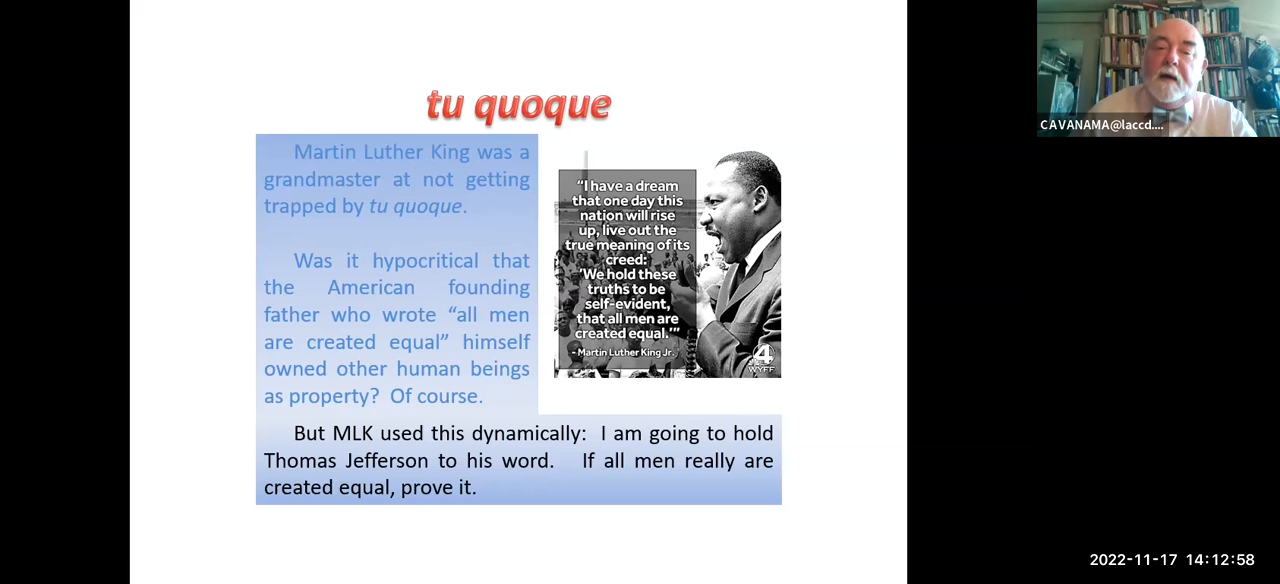 tu quoque
Martin Luther King was a
grandmaster at not getting
trapped by tu quoque.
Was it hypocritical that
the American founding
father who wrote “all men
are created equal” himself
owned other human beings
as property? Of course.
But MLK used this dynamically: I am going to hold
Thomas Jefferson to his word. If all men really are
created equal, prove it.
“I have a dream
that one day this
nation will rise
up, live out the
true meaning of its
creed:
'We hold these
truths to be
self-evident,
that all men are
created equal.'”
- Martin Luther King Jr.
4
WYFF
CAVANAMA@laccd....
2022-11-17 14:12:58